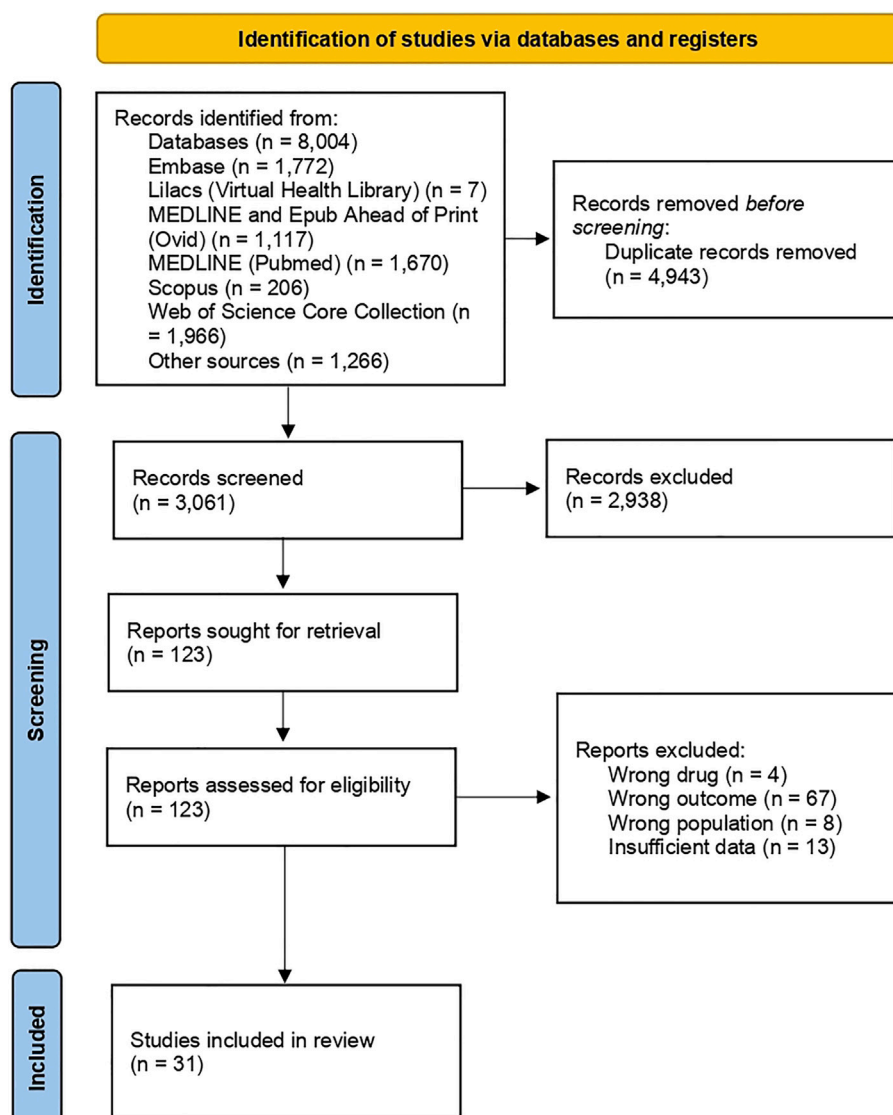 Identification of studies via databases and registers
Identification
Records identified from:
Databases (n = 8,004)
Embase (n = 1,772)
Lilacs (Virtual Health Library) (n = 7)
MEDLINE and Epub Ahead of Print
(Ovid) (n = 1,117)
MEDLINE (Pubmed) (n = 1,670)
Scopus (n = 206)
Web of Science Core Collection (n
= 1,966)
Other sources (n = 1,266)
Records removed before
screening:
Duplicate records removed
(n = 4,943)
Screening
Records screened
(n = 3,061)
Records excluded
(n = 2,938)
Reports sought for retrieval
(n = 123)
Reports assessed for eligibility
(n = 123)
Reports excluded:
Wrong drug (n = 4)
Wrong outcome (n = 67)
Wrong population (n = 8)
Insufficient data (n = 13)
Included
Studies included in review
(n = 31)